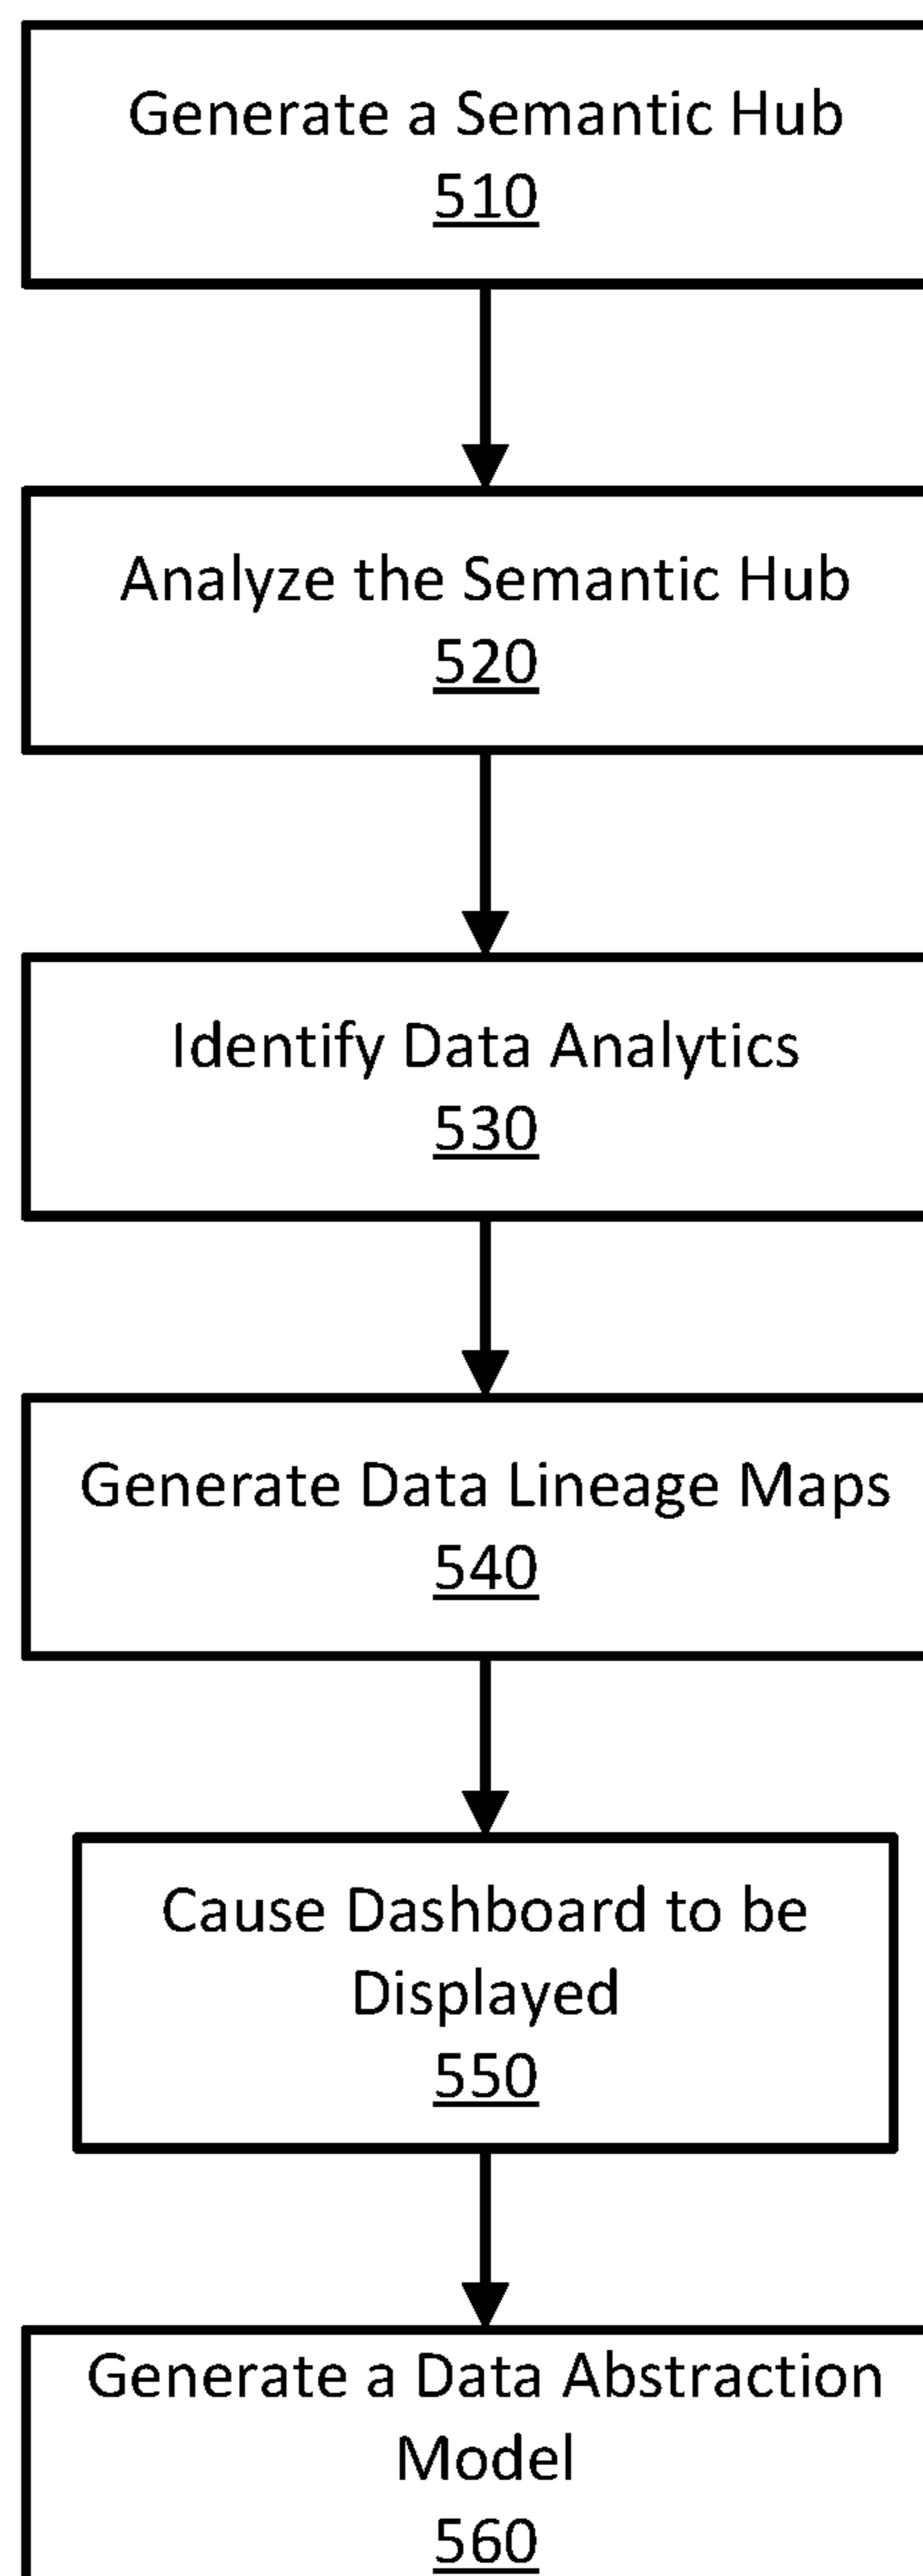 Generate a Semantic Hub
510
Analyze the Semantic Hub
520
Identify Data Analytics
530
Generate Data Lineage Maps
540
Cause Dashboard to be
Displayed
550
Generate a Data Abstraction
Model
560